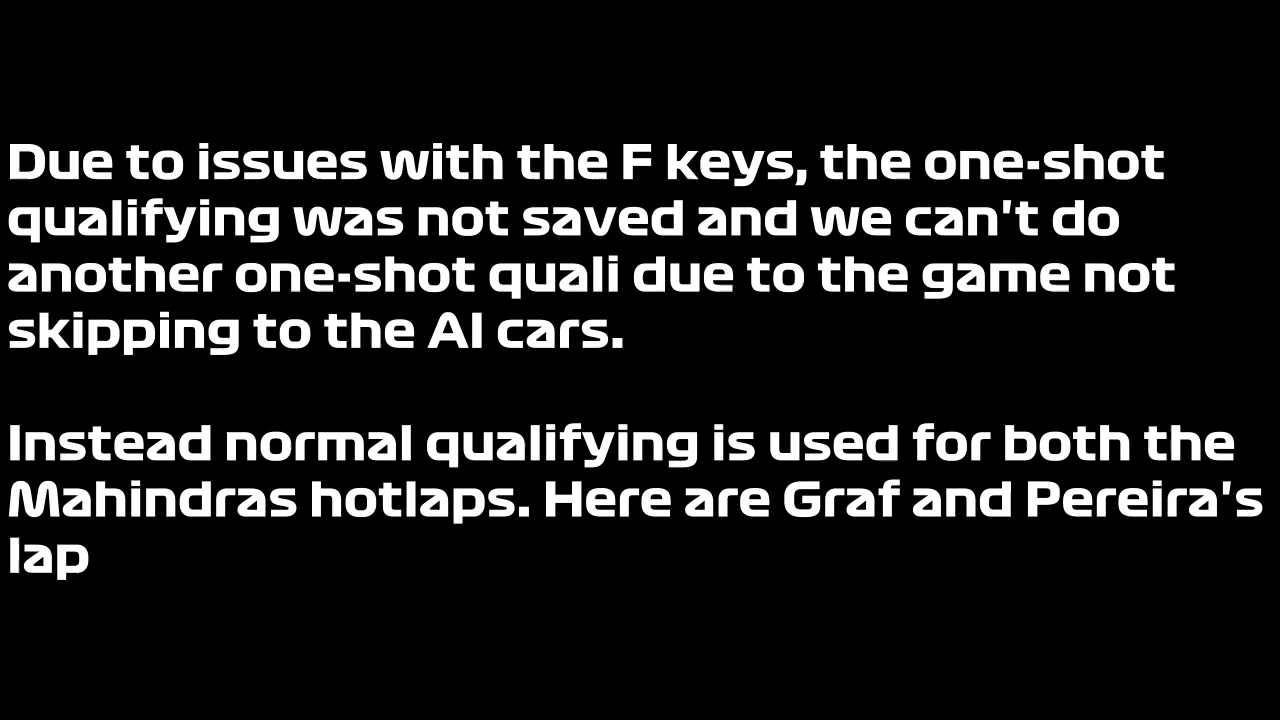 Due to issues with the F keys, the one-shot
qualifying was not saved and we can't do
another one-shot quali due to the game not
skipping to the AI cars.
Instead normal qualifying is used for both the
Mahindras hotlaps. Here are Graf and Pereira's
lap